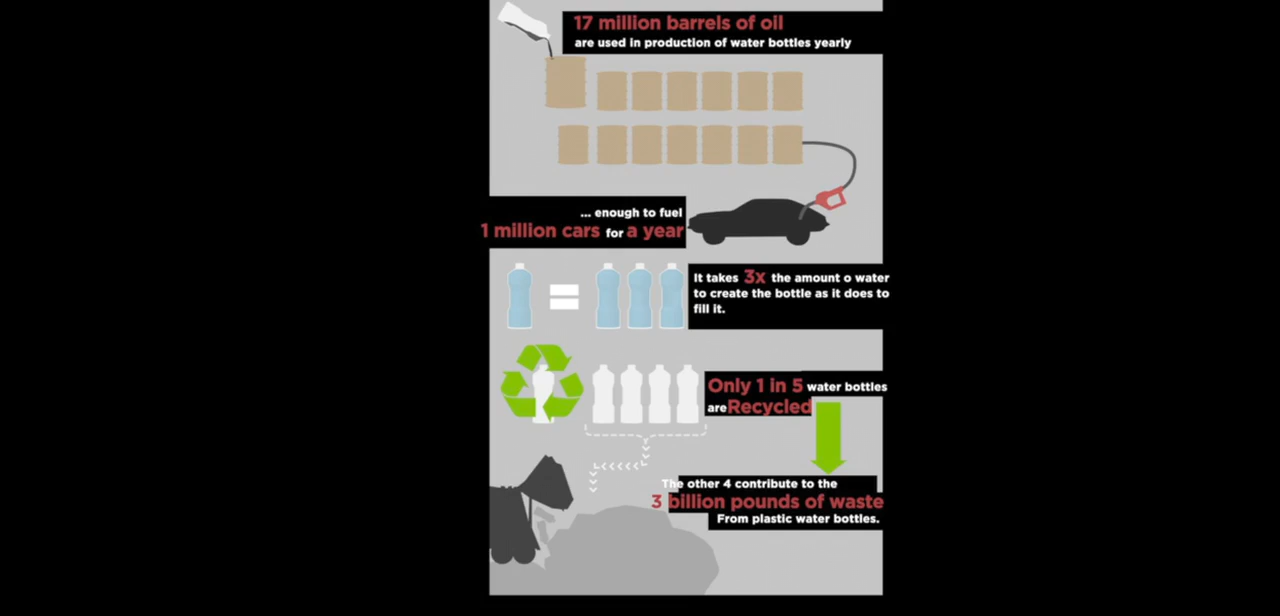 17 million barrels of oil
are used in production of water bottles yearly
... enough to fuel
1 million cars for a year
It takes 3x the amount o water
to create the bottle as it does to
fill it.
Only 1 in 5 water bottles
are Recycled
The other 4 contribute to the
3 billion pounds of waste
From plastic water bottles.